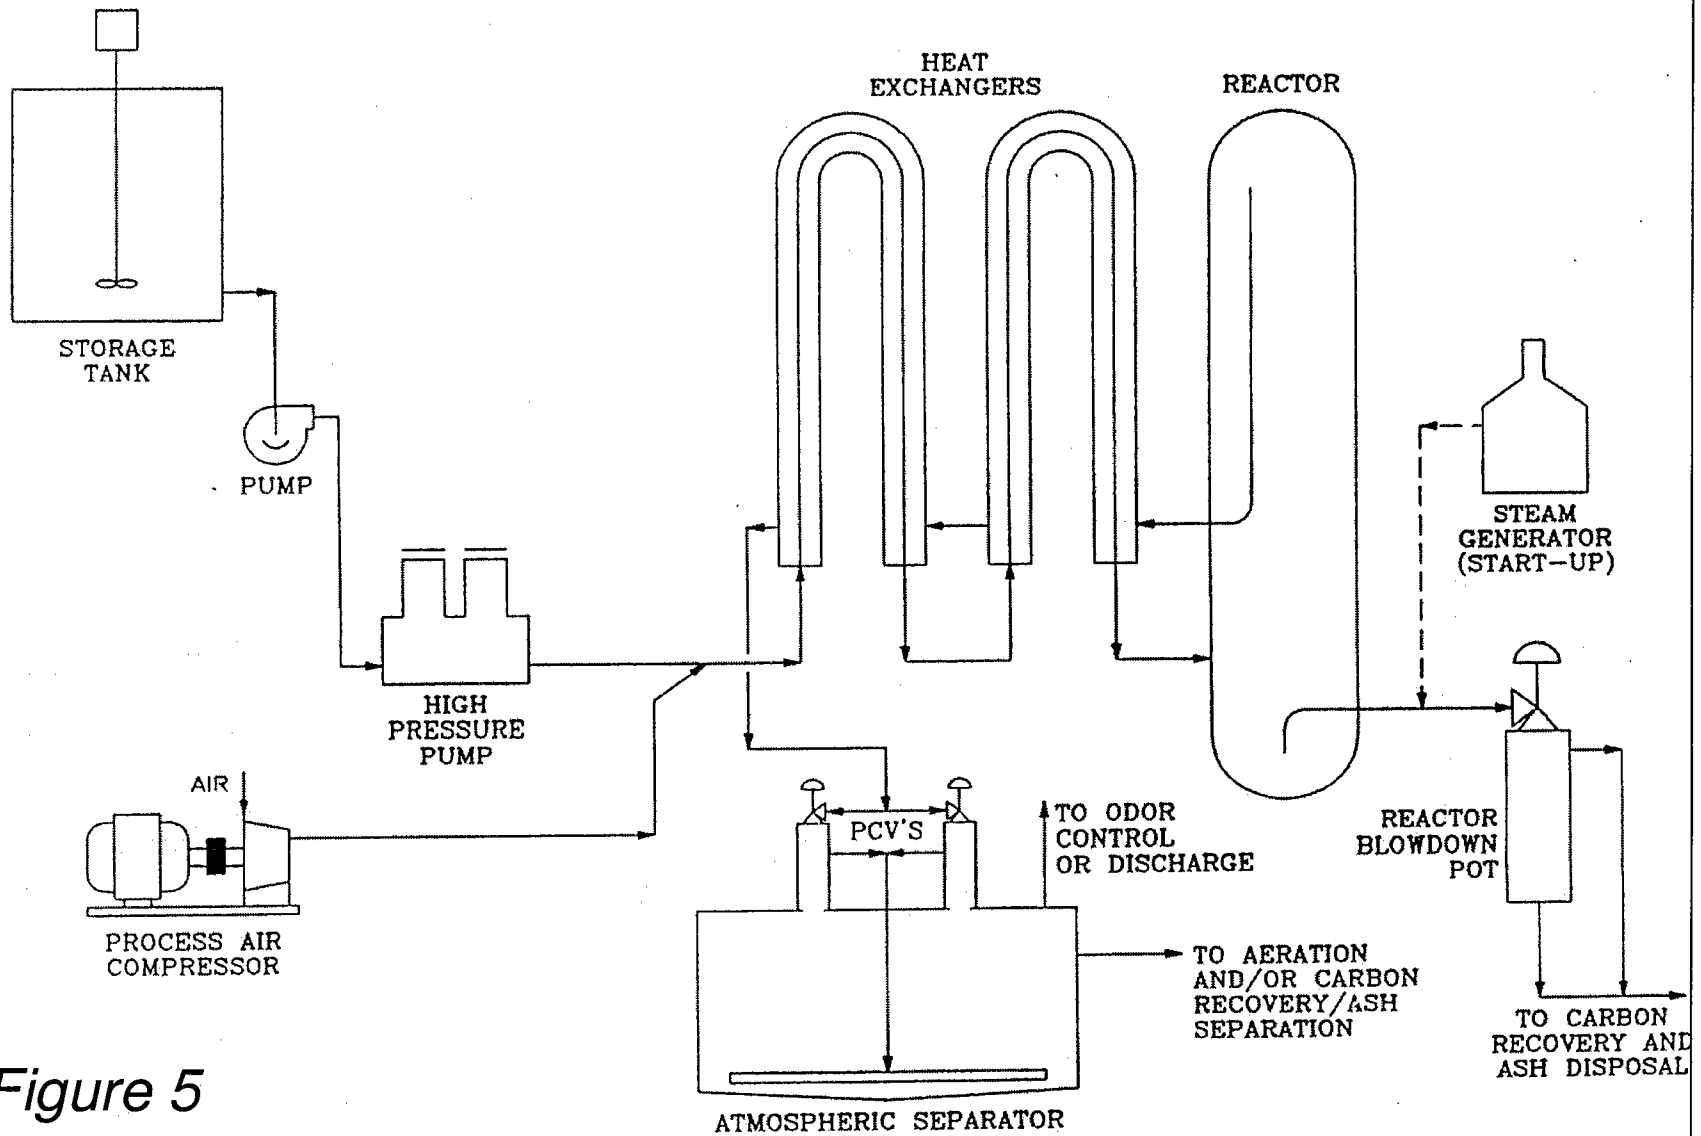 HEAT
EXCHANGERS
REACTOR
STORAGE
TANK
PUMP
STEAM
GENERATOR
(START-UP)
HIGH
PRESSURE
PUMP
AIR
PCV'S
TO ODOR
CONTROL
OR DISCHARGE
REACTOR
BLOWDOWN
POT
PROCESS AIR
COMPRESSOR
TO AERATION
AND/OR CARBON
RECOVERY/ASH
SEPARATION
TO CARBON
RECOVERY AND
ASH DISPOSAL
Figure 5
ATMOSPHERIC SEPARATOR